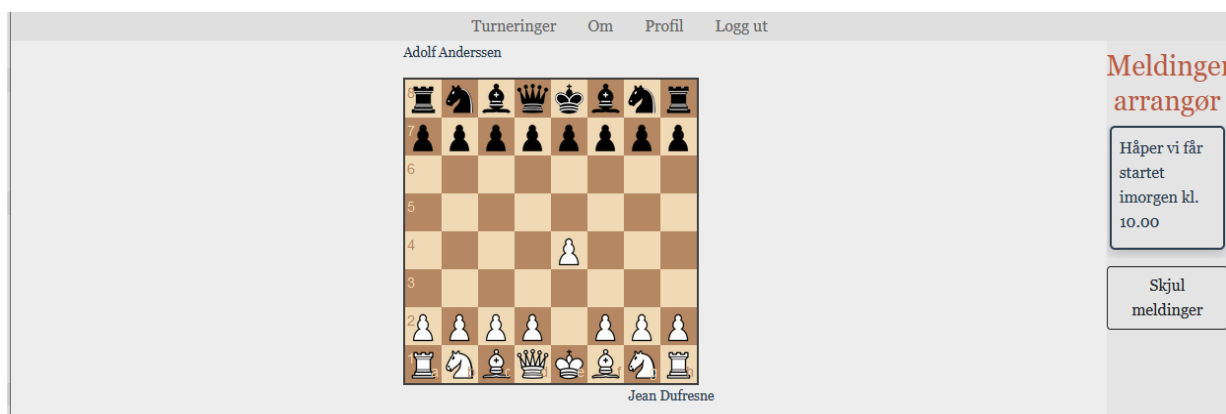 Turneringer Om Profil Logg ut
Adolf Anderssen
8
7
6
5
4
3
2
1
a b c d e f g h
Jean Dufresne
Meldinger
arrangør
Håper vi får
startet
imorgen kl.
10.00
Skjul
meldinger